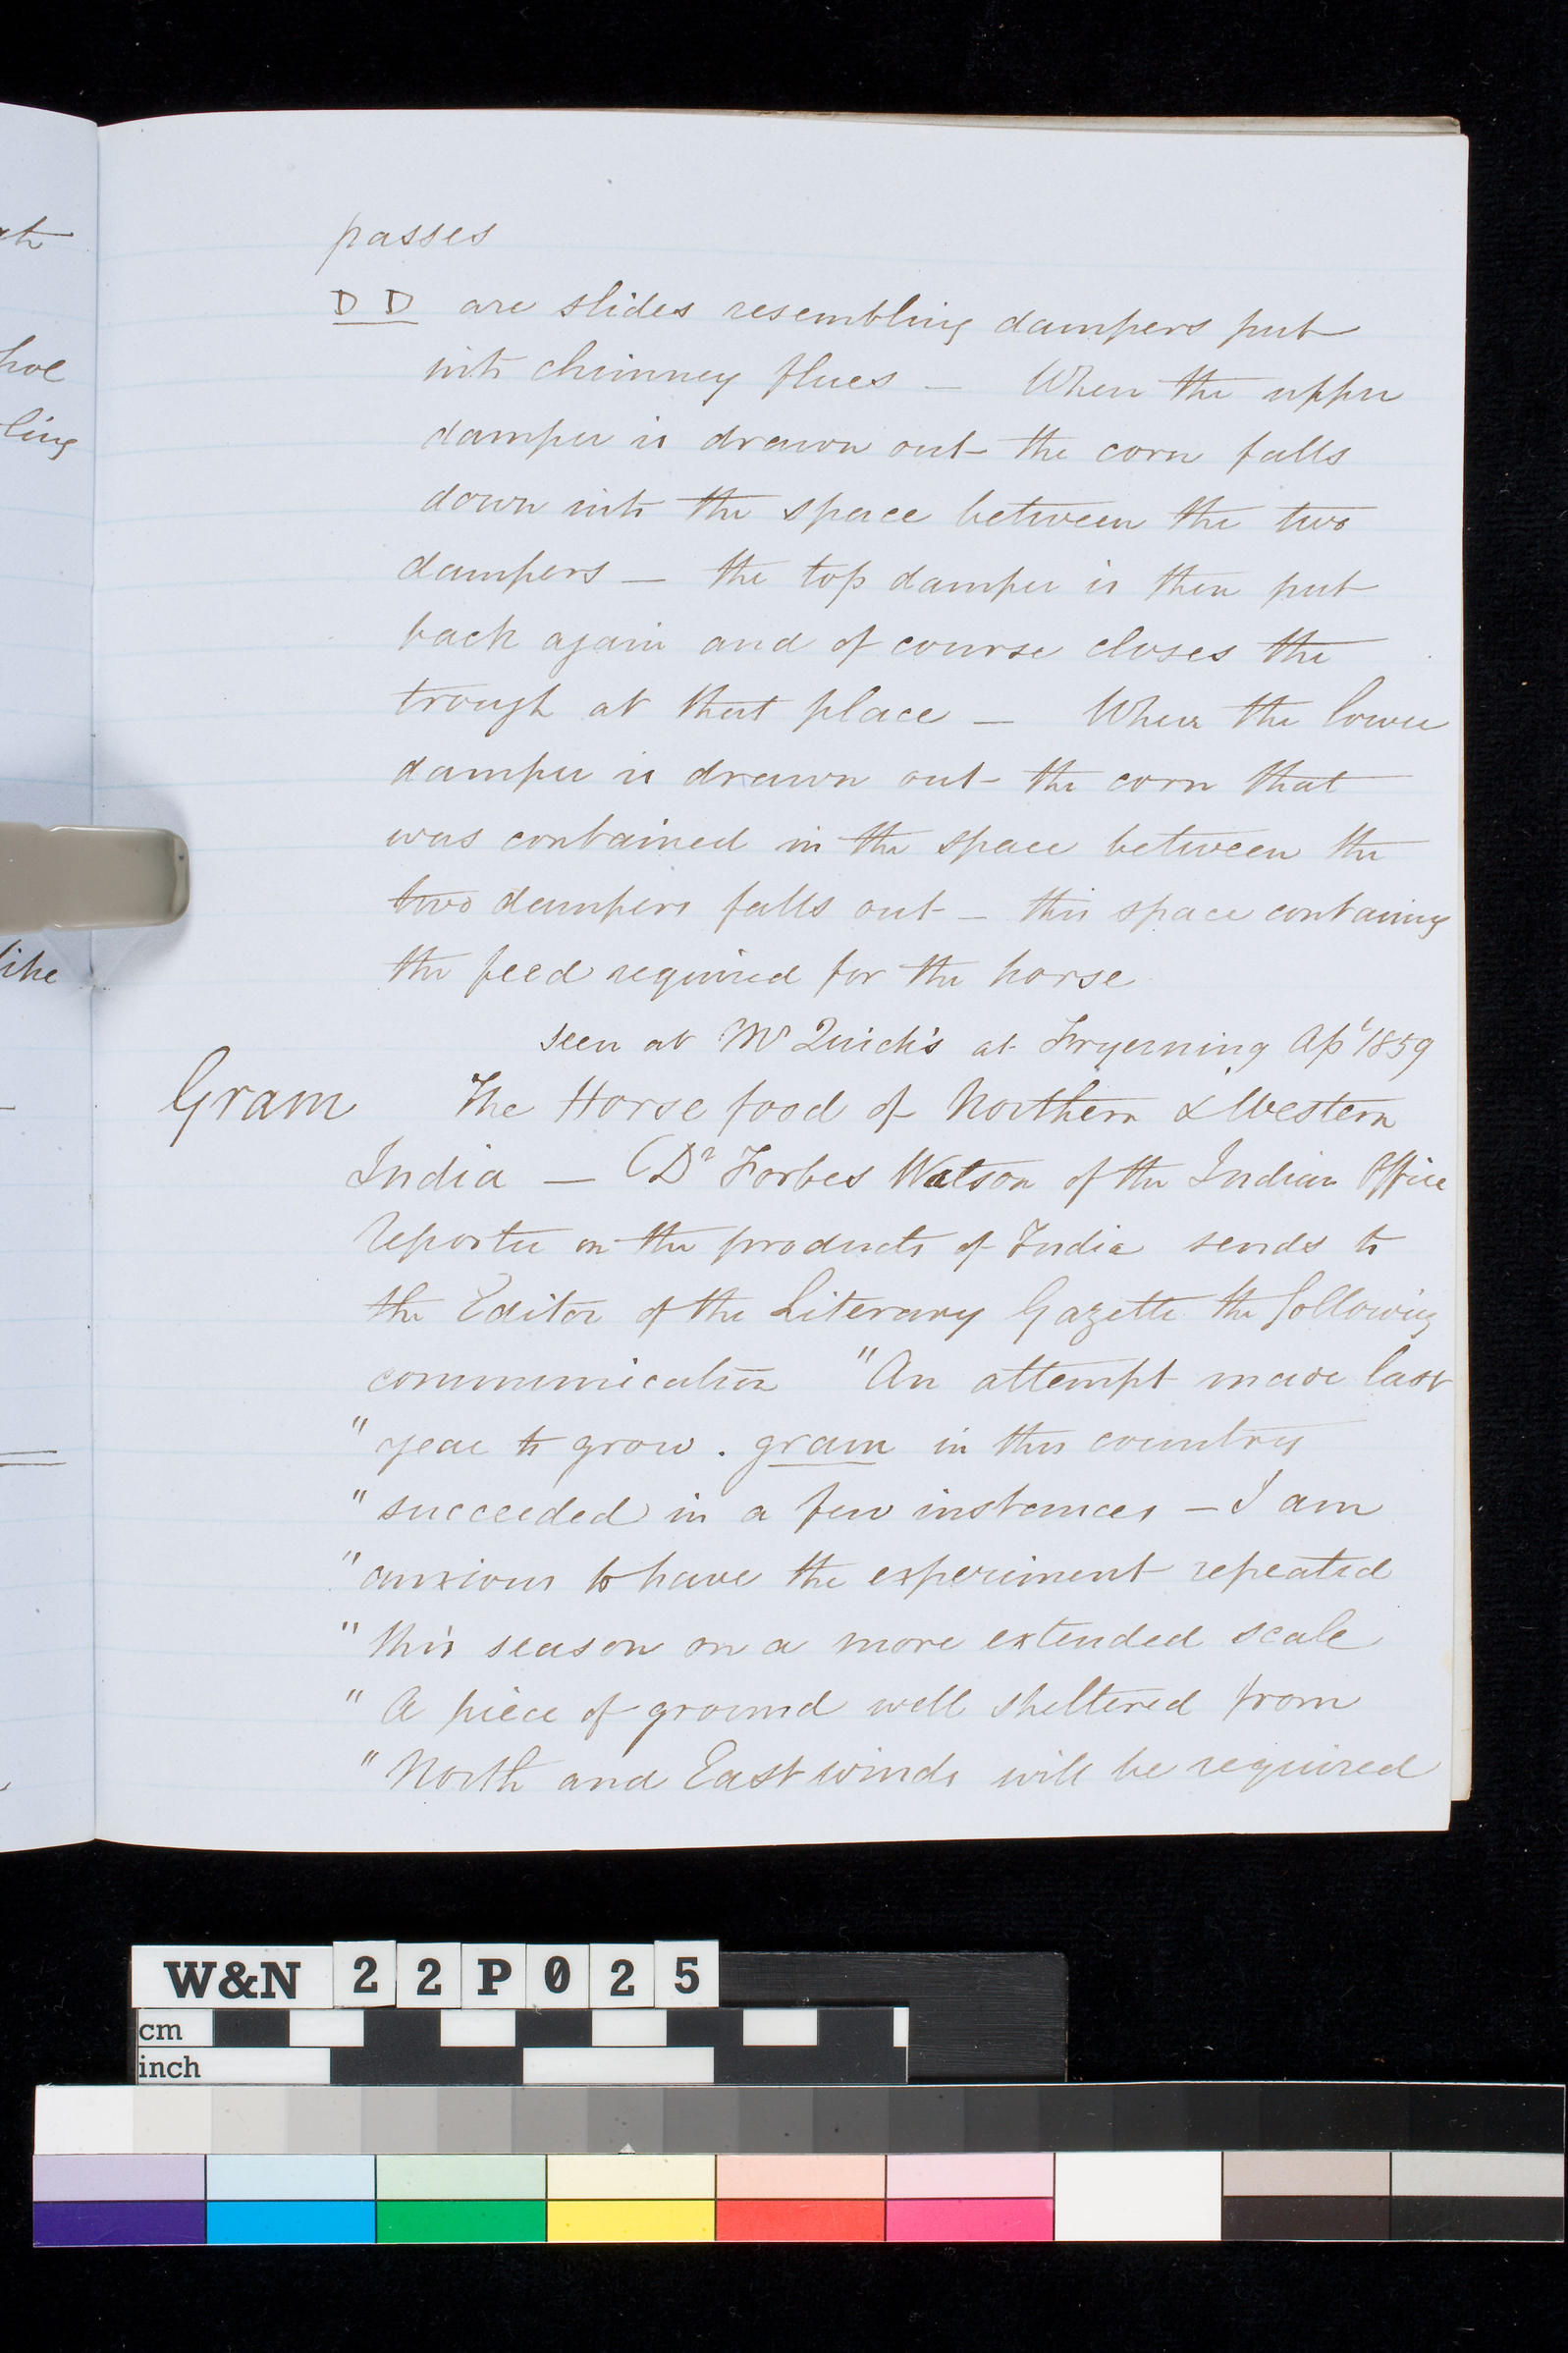 passes
D D are slides resembling dampers put
into chimney flues — When the upper
damper is drawn out the corn falls
down into the space between the two
dampers — the top damper is then put
back again and of course closes the
trough at that place — When the lower
damper is drawn out the corn that
was contained in the space between the
two dampers falls out — this space containing
the feed required for the horse
seen at Mr Quick's at Fryerning Apl 1859
Gram The Horse food of Northern & Western
India — (Dr Forbes Watson of the Indian Office
reporter on the products of India sends to
the Editor of the Literary Gazette the following
communication "An attempt made last
" year to grow . gram in this country
" succeeded in a few instances — I am
" anxious to have the experiment repeated
" this season on a more extended scale
" A piece of ground well sheltered from
" North and East winds will be required
ling
like
W&N 22P025
cm
inch